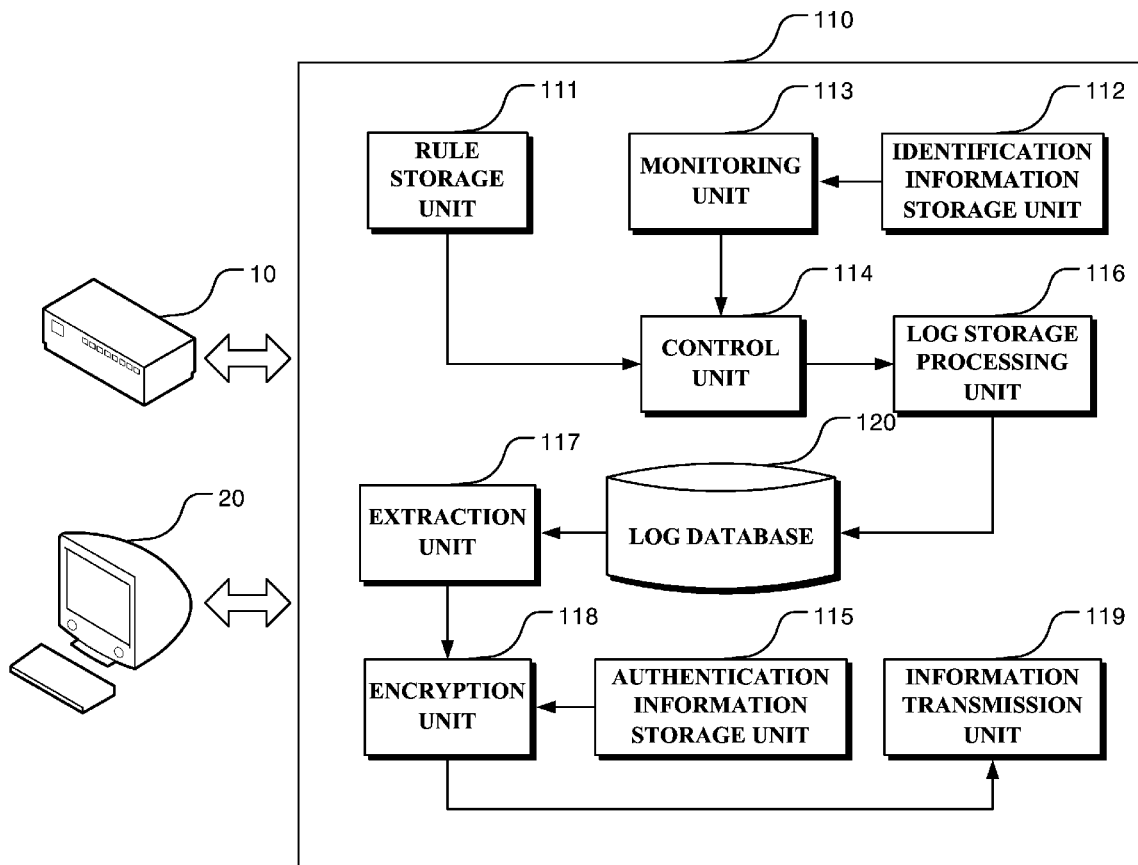 110
111
113
112
RULE
STORAGE
UNIT
MONITORING
UNIT
IDENTIFICATION
INFORMATION
STORAGE UNIT
10
114
116
CONTROL
UNIT
LOG STORAGE
PROCESSING
UNIT
117
120
EXTRACTION
UNIT
LOG DATABASE
20
118
115
119
ENCRYPTION
UNIT
AUTHENTICATION
INFORMATION
STORAGE UNIT
INFORMATION
TRANSMISSION
UNIT